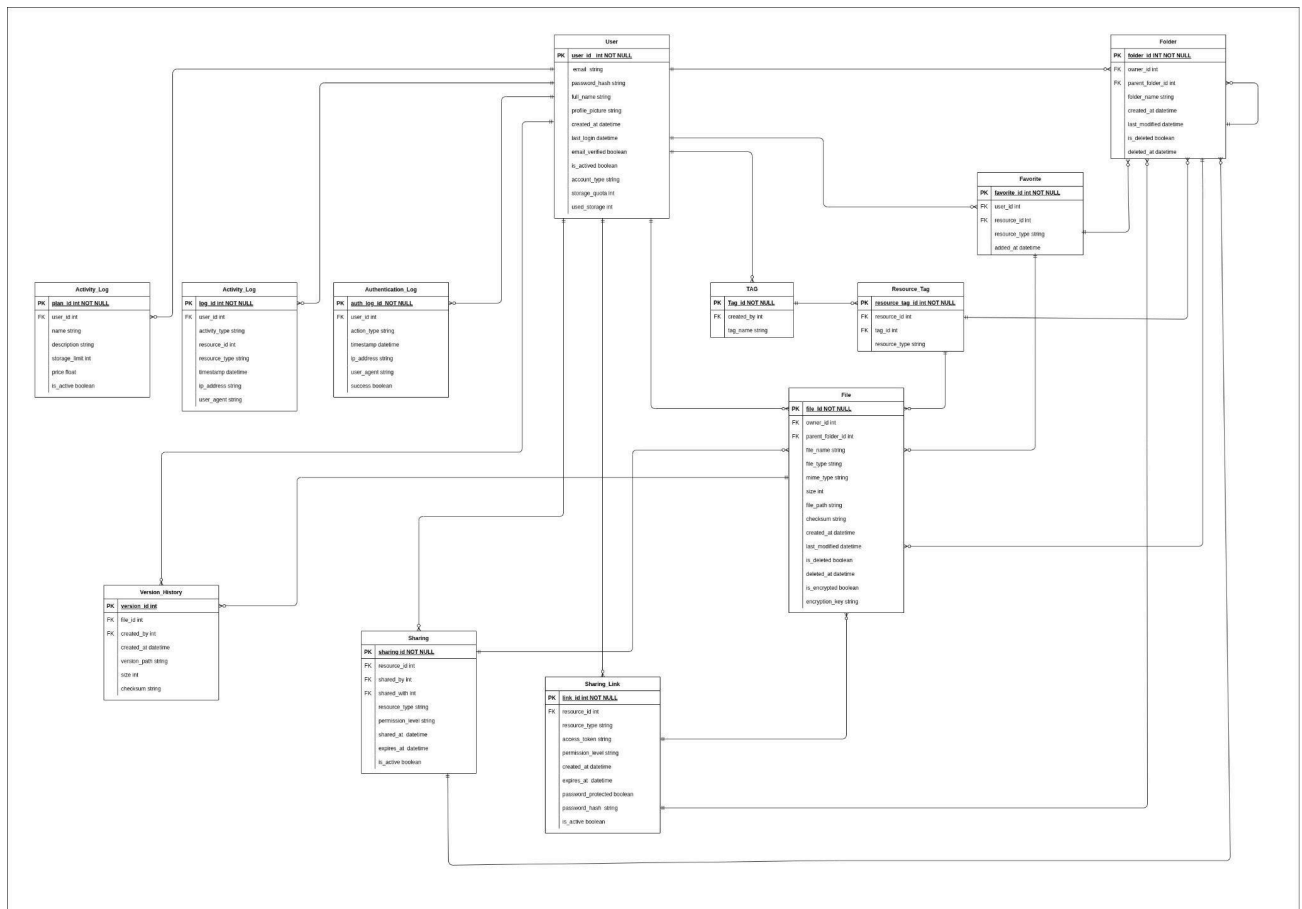 User
PK user_id int NOT NULL
email string
password_hash string
full_name string
profile_picture string
created_at datetime
last_login datetime
email_verified boolean
is_actived boolean
account_type string
storage_quota int
used_storage int
Folder
PK folder_id INT NOT NULL
FK owner_id int
FK parent_folder_id int
folder_name string
created_at datetime
last_modified datetime
is_deleted boolean
deleted_at datetime
Favorite
PK favorite_id int NOT NULL
FK user_id int
FK resource_id int
resource_type string
added_at datetime
Activity_Log
PK plan_id int NOT NULL
FK user_id int
name string
description string
storage_limit int
price float
is_active boolean
Activity_Log
PK log_id int NOT NULL
FK user_id int
activity_type string
resource_id int
resource_type string
timestamp datetime
ip_address string
user_agent string
Authentication_Log
PK auth_log_id NOT NULL
FK user_id int
action_type string
timestamp datetime
ip_address string
user_agent string
success boolean
TAG
PK Tag_id NOT NULL
FK created_by int
tag_name string
Resource_Tag
PK resource_tag_id int NOT NULL
FK resource_id int
FK tag_id int
resource_type string
File
PK file_id NOT NULL
FK owner_id int
FK parent_folder_id int
file_name string
file_type string
mime_type string
size int
file_path string
checksum string
created_at datetime
last_modified datetime
is_deleted boolean
deleted_at datetime
is_encrypted boolean
encryption_key string
Version_History
PK version_id int
FK file_id int
FK created_by int
created_at datetime
version_path string
size int
checksum string
Sharing
PK sharing id NOT NULL
FK resource_id int
FK shared_by int
FK shared_with int
resource_type string
permission_level string
shared_at datetime
expires_at datetime
is_active boolean
Sharing_Link
PK link_id int NOT NULL
FK resource_id int
resource_type string
access_token string
permission_level string
created_at datetime
expires_at datetime
password_protected boolean
password_hash string
is_active boolean